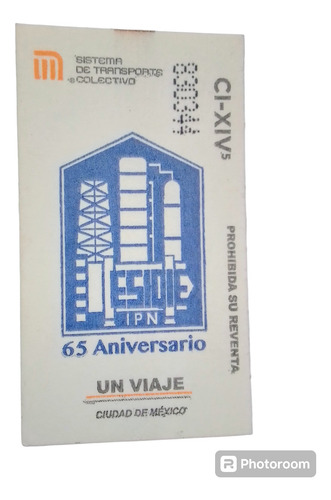 SISTEMA
DE TRANSPORTE
COLECTIVO
CI-XIV⁵
PROHIBIDA SU REVENTA
ESIQIE
IPN
65 Aniversario
UN VIAJE
CIUDAD DE MÉXICO
Photoroom